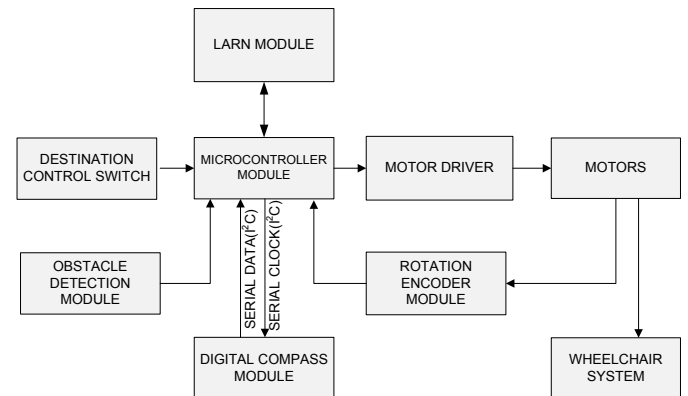 LARN MODULE
DESTINATION
CONTROL SWITCH
MICROCONTROLLER
MODULE
MOTOR DRIVER
MOTORS
OBSTACLE
DETECTION
MODULE
SERIAL DATA(I²C)
SERIAL CLOCK(I²C)
ROTATION
ENCODER
MODULE
DIGITAL COMPASS
MODULE
WHEELCHAIR
SYSTEM